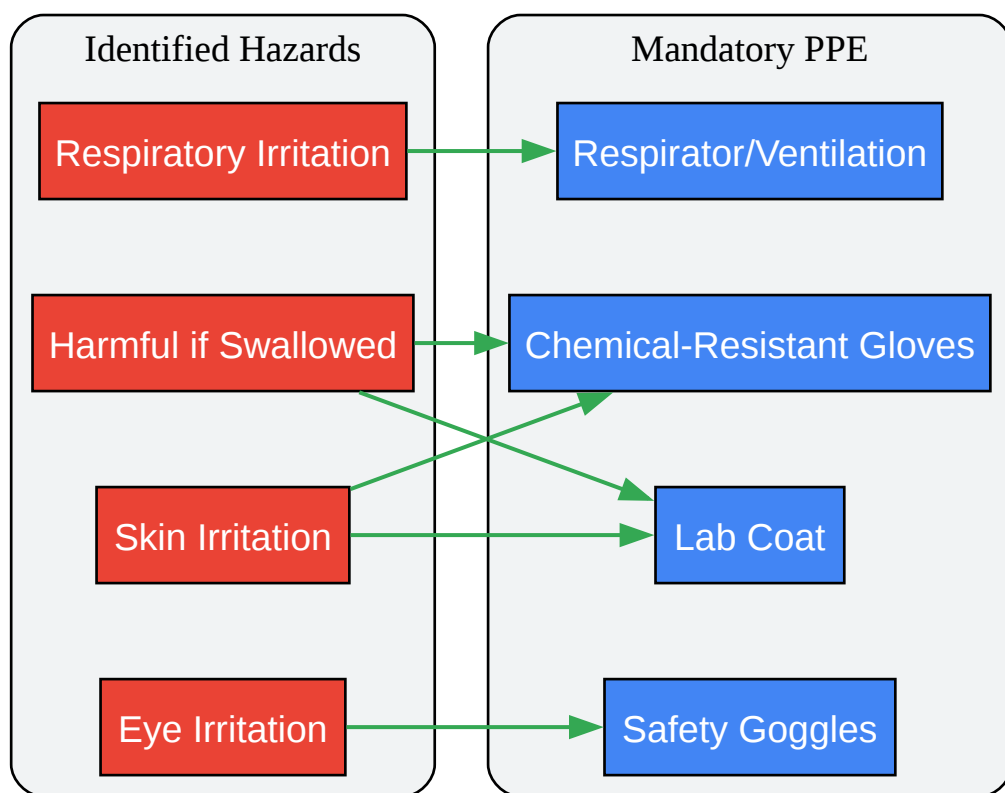 Identified Hazards
Mandatory PPE
Respiratory Irritation
Respirator/Ventilation
Harmful if Swallowed
Chemical-Resistant Gloves
Skin Irritation
Lab Coat
Eye Irritation
Safety Goggles